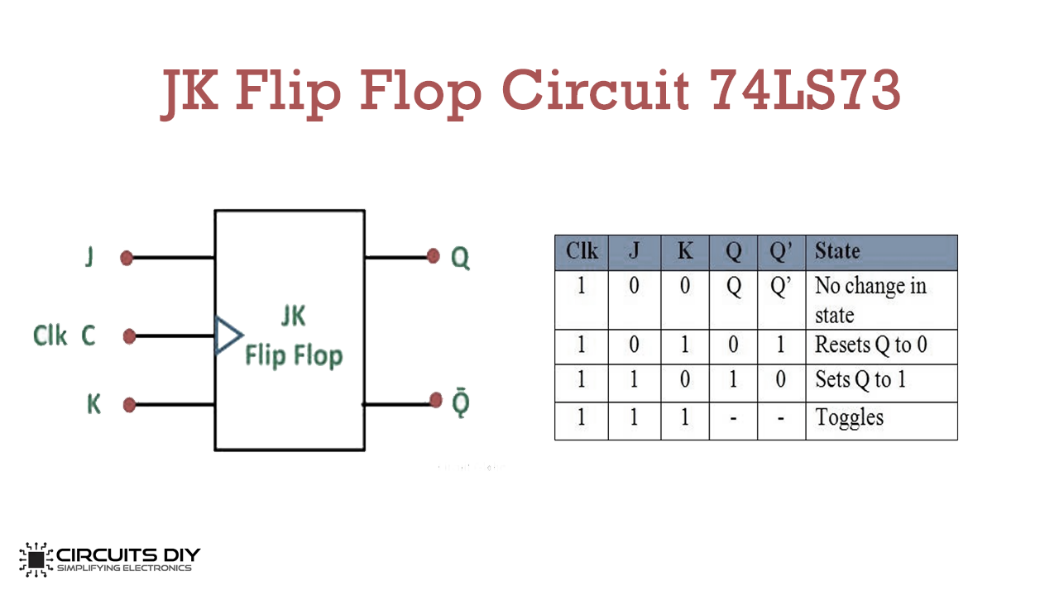 JK Flip Flop Circuit 74LS73
J
Clk C
K
JK
Flip Flop
Q
Q̄
Clk J K Q Q’ State
1 0 0 Q Q’ No change in
state
1 0 1 0 1 Resets Q to 0
1 1 0 1 0 Sets Q to 1
1 1 1 - - Toggles
CIRCUITS DIY
SIMPLIFYING ELECTRONICS